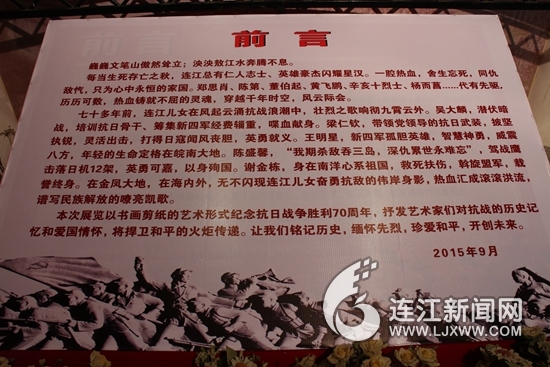 前言
巍巍文笔山傲然耸立；泱泱敖江水奔腾不息。
每当生死存亡之秋，连江总有仁人志士、英雄豪杰闪耀星汉。一腔热血，舍生忘死，同仇
敌忾，只为心中永恒的家园。郑思肖、陈第、董伯起、黄飞鹏、辛亥十烈士、杨而菖……代有先驱，
历历可数，热血铸就不屈的灵魂，穿越千年时空，风云际会。
七十多年前，连江儿女在风起云涌抗战浪潮中，壮烈之歌响彻九霄云外。吴大麟，潜伏暗
战，培训抗日骨干、筹集新四军经费辎重，喋血献身。梁仁钦，带领党领导的抗日武装，披坚
执锐，灵活出击，打得日寇闻风丧胆，英勇就义。王明星，新四军孤胆英雄，智慧神勇，威震
八方，年轻的生命定格在皖南大地。陈盛馨，“我期杀敌吞三岛，深仇累世永难忘”，驾战鹰
击落日机12架，英勇可嘉，以身殉国。谢金栋，身在南洋心系祖国，救死扶伤，斡旋盟军，载
誉终身。在金凤大地，在海内外，无不闪现连江儿女奋勇抗敌的伟岸身影，热血汇成滚滚洪流，
谱写民族解放的嘹亮凯歌。
本次展览以书画剪纸的艺术形式纪念抗日战争胜利70周年，抒发艺术家们对抗战的历史记
忆和爱国情怀，将捍卫和平的火炬传递。让我们铭记历史，缅怀先烈，珍爱和平，开创未来。
2015年9月
连江新闻网
WWW.LJXWW.COM